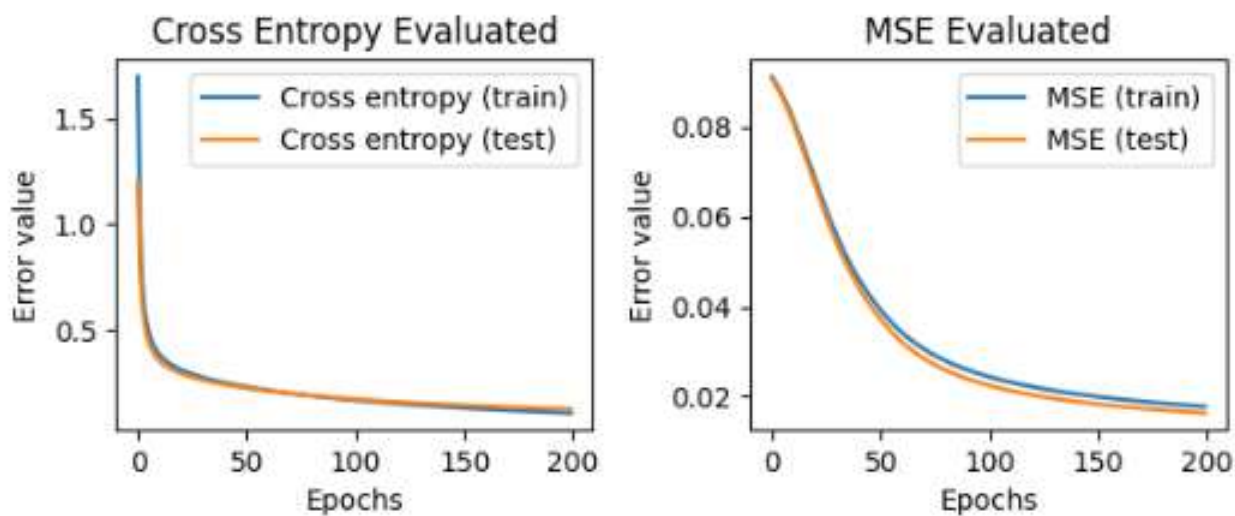 Cross Entropy Evaluated
Cross entropy (train)
Cross entropy (test)
1.5
1.0
0.5
Error value
0
50
100
150
200
Epochs
MSE Evaluated
MSE (train)
MSE (test)
0.08
0.06
0.04
0.02
Error value
0
50
100
150
200
Epochs